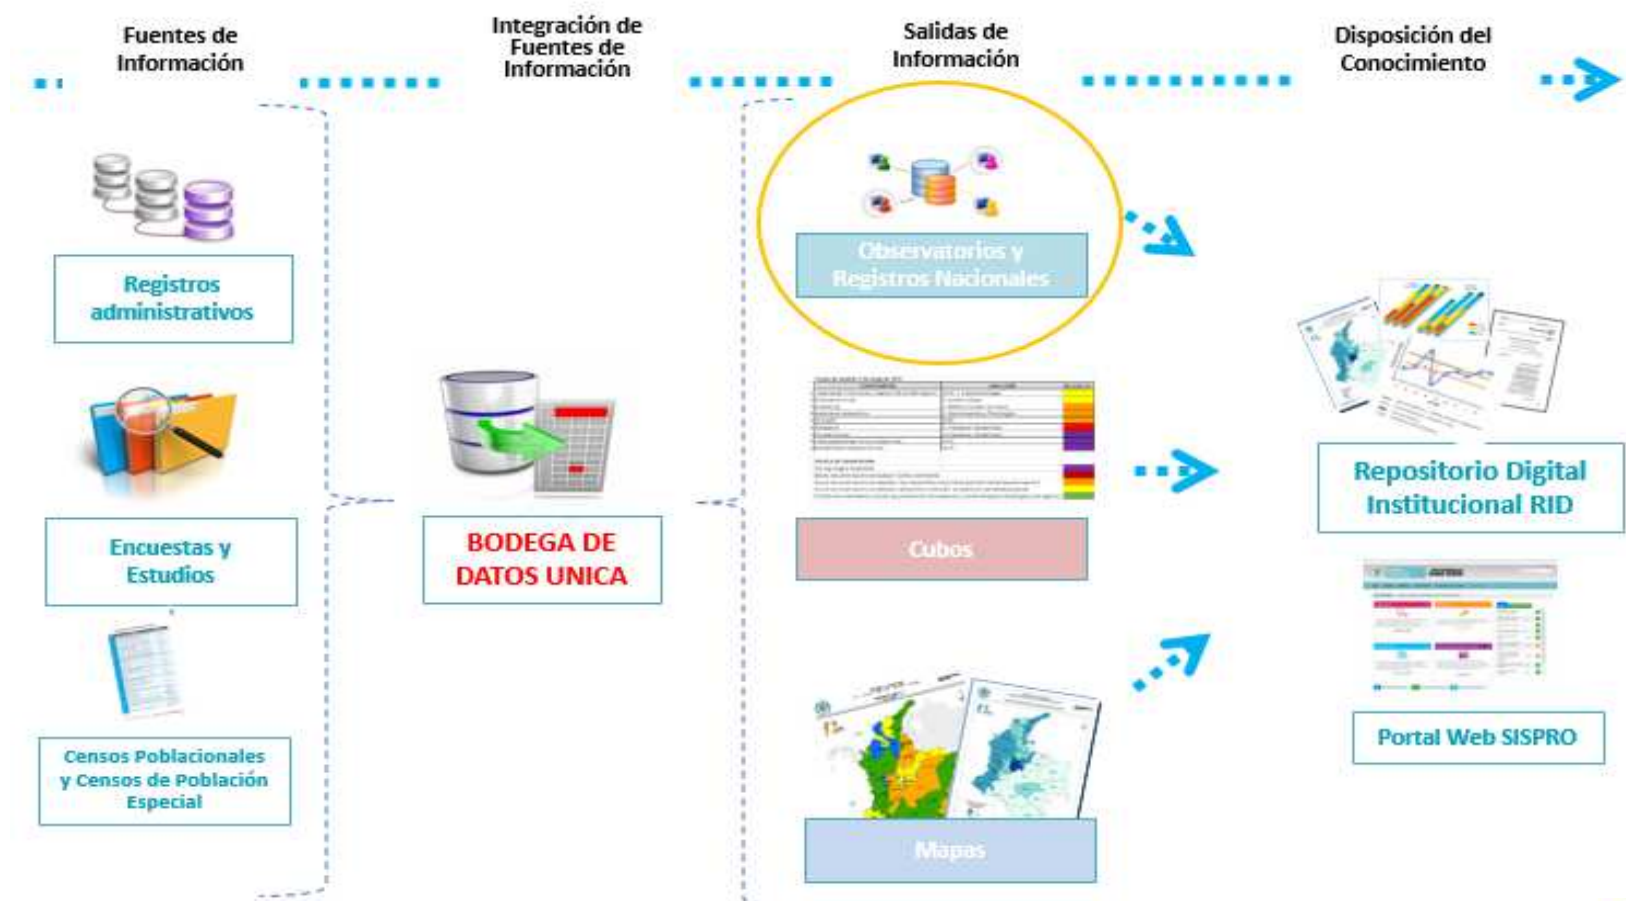 Fuentes de
Información
Integración de
Fuentes de
Información
Salidas de
Información
Disposición del
Conocimiento
Registros
administrativos
Encuestas y
Estudios
Censos Poblacionales
y Censos de Población
Especial
BODEGA DE
DATOS UNICA
Observatorios y
Registros Nacionales
Cubos
Mapas
Repositorio Digital
Institucional RID
Portal Web SISPRO